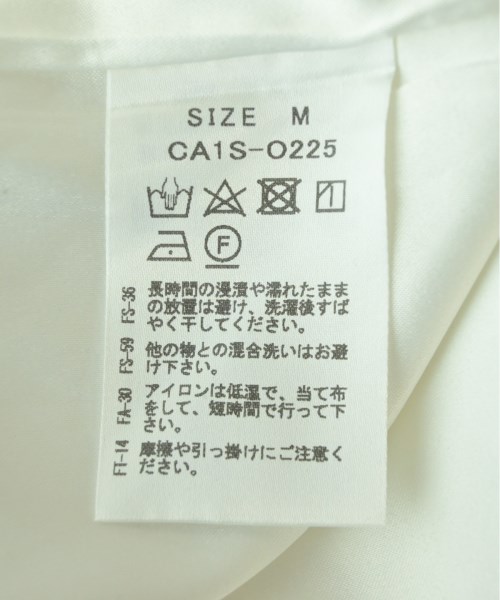 SIZE M
CA1S-0225
F
FS-36
長時間の浸漬や濡れたまま
の放置は避け、洗濯後すば
やく干してください。
FS-59
他の物との混合洗いはお避
け下さい。
FA-30
アイロンは低温で、当て布
をして、短時間で行って下
さい。
FT-14
摩擦や引っ掛けにご注意く
ださい。